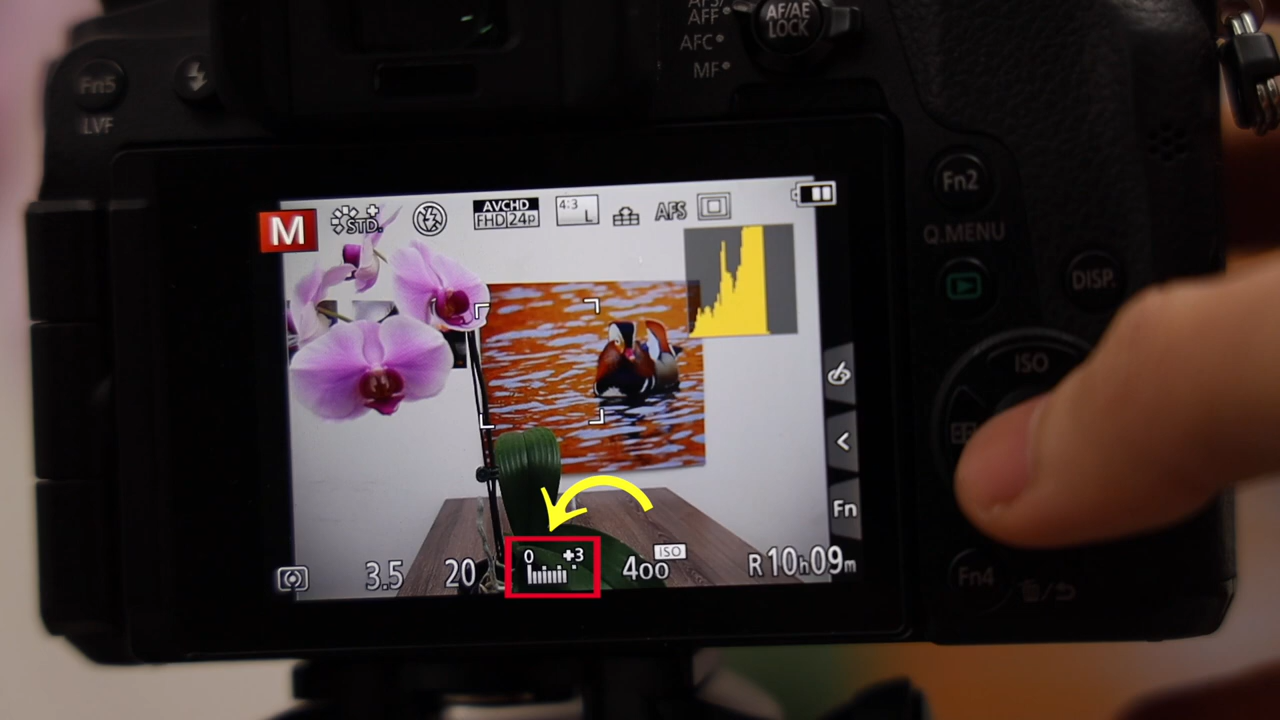 AFS/
AFF
AFC
MF
AF/AE
LOCK
Fn5
LVF
Fn2
Q.MENU
DISP.
ISO
M
STD.
AVCHD
FHD 24p
4:3
L
AFS
Fn
3.5
20
0
+3
400
ISO
R10h09m
Fn4